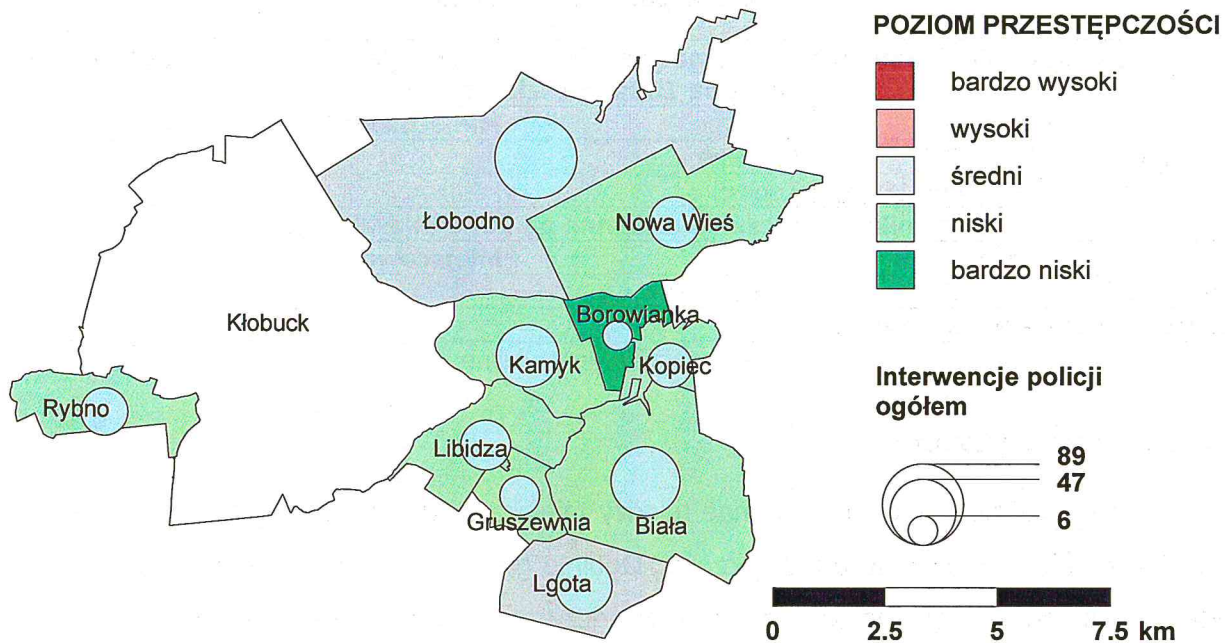 POZIOM PRZESTĘPCZOŚCI
bardzo wysoki
wysoki
średni
niski
bardzo niski
Łobodno
Nowa Wieś
Kłobuck
Borowianka
Kamyk
Kopiec
Rybno
Libidza
Gruszewnia
Biała
Lgota
Interwencje policji
ogółem
89
47
6
0 2.5 5 7.5 km